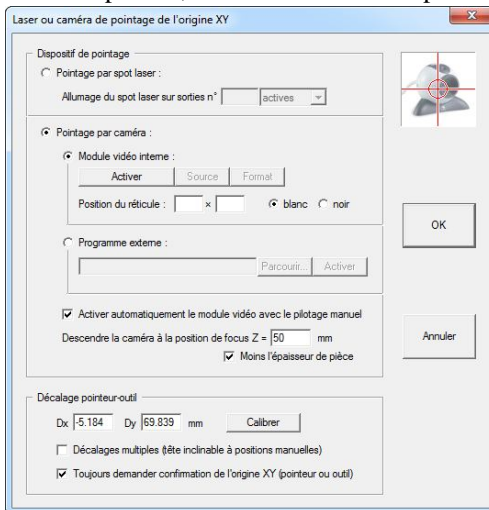 Laser ou caméra de pointage de l'origine XY
Dispositif de pointage
Pointage par spot laser :
Allumage du spot laser sur sorties n° actives
Pointage par caméra :
Module vidéo interne :
Activer Source Format
Position du réticule : × blanc noir
Programme externe :
Parcourir... Activer
Activer automatiquement le module vidéo avec le pilotage manuel
Descendre la caméra à la position de focus Z = 50 mm
Moins l'épaisseur de pièce
OK
Annuler
Décalage pointeur-outil
Dx -5.184 Dy 69.839 mm Calibrer
Décalages multiples (tête inclinable à positions manuelles)
Toujours demander confirmation de l'origine XY (pointeur ou outil)